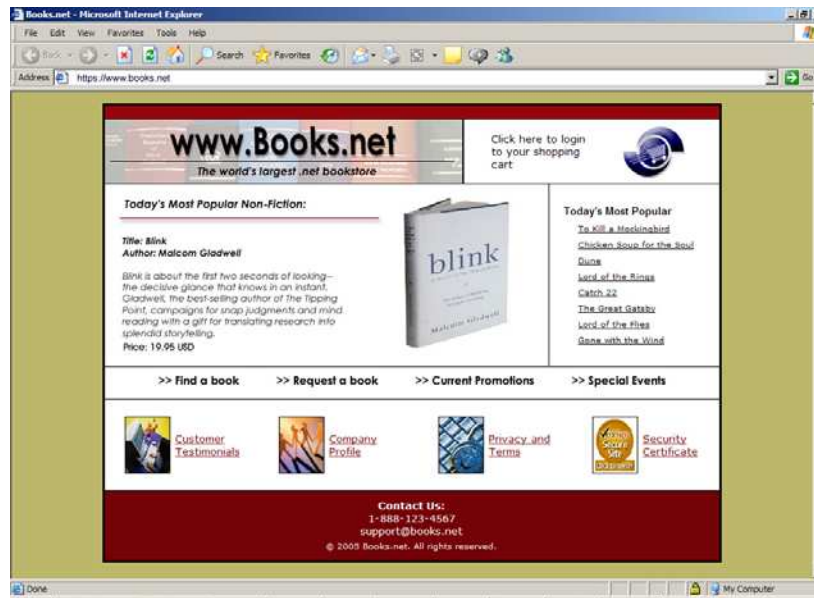 Books.net - Microsoft Internet Explorer
File Edit View Favorites Tools Help
Back Search Favorites
Address https://www.books.net Go
www.Books.net
The world's largest .net bookstore
Click here to login
to your shopping
cart
Today's Most Popular Non-Fiction:
Title: Blink
Author: Malcom Gladwell
Blink is about the first two seconds of looking--
the decisive glance that knows in an instant.
Gladwell, the best-selling author of The Tipping
Point, campaigns for snap judgments and mind
reading with a gift for translating research into
splendid storytelling.
Price: 19.95 USD
blink
Malcolm Gladwell
Today's Most Popular
To Kill a Mockingbird
Chicken Soup for the Soul
Dune
Lord of the Rings
Catch 22
The Great Gatsby
Lord of the Flies
Gone with the Wind
>> Find a book >> Request a book >> Current Promotions >> Special Events
Customer
Testimonials
Company
Profile
Privacy and
Terms
Secure
Site
Security
Certificate
Contact Us:
1-888-123-4567
support@books.net
© 2005 Books.net. All rights reserved.
Done My Computer